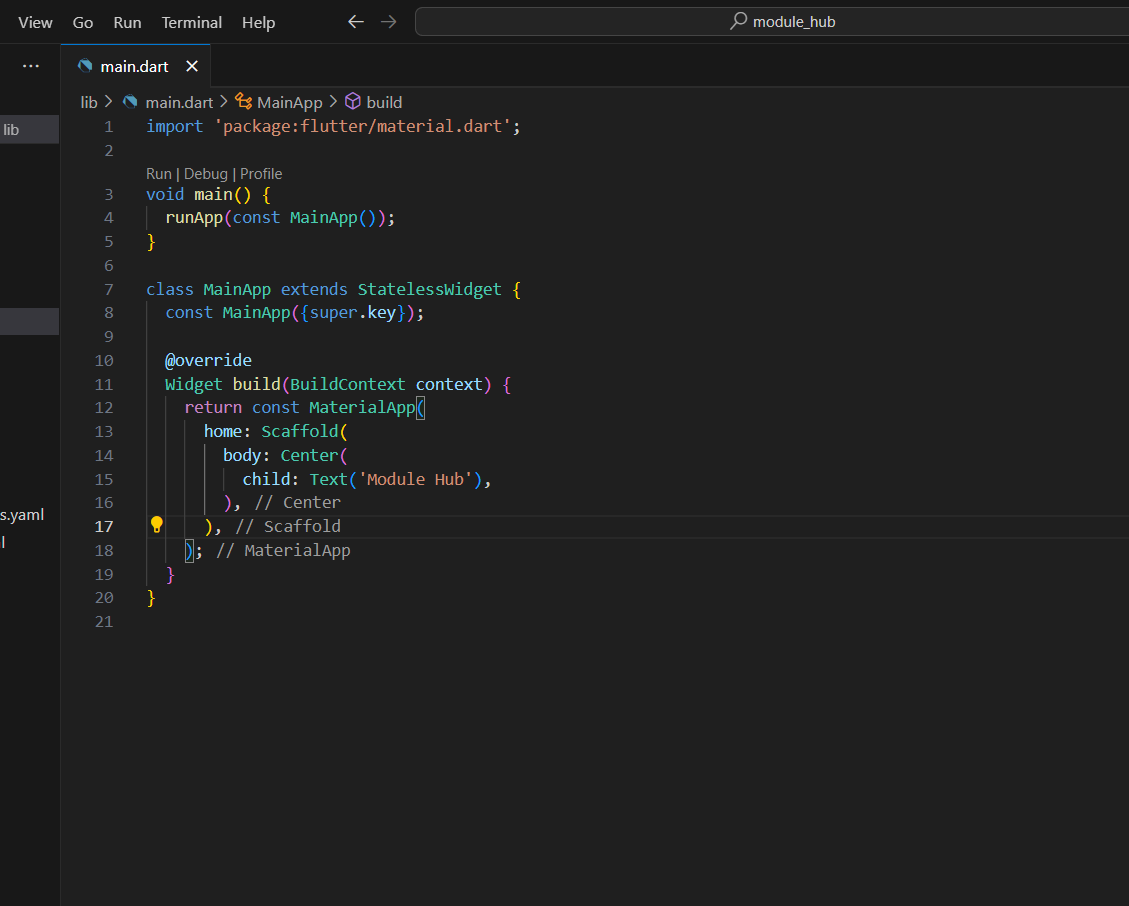 View Go Run Terminal Help module_hub
main.dart
lib > main.dart > MainApp > build
lib
1 import 'package:flutter/material.dart';
2
Run | Debug | Profile
3 void main() {
4   runApp(const MainApp());
5 }
6
7 class MainApp extends StatelessWidget {
8   const MainApp({super.key});
9
10   @override
11   Widget build(BuildContext context) {
12     return const MaterialApp(
13       home: Scaffold(
14         body: Center(
15           child: Text('Module Hub'),
16         ), // Center
17       ), // Scaffold
18     ); // MaterialApp
19   }
20 }
21
s.yaml
l